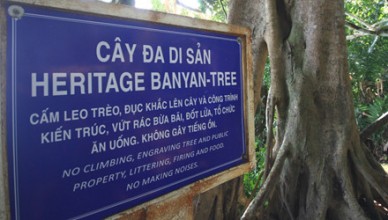 CÂY ĐA DI SẢN
HERITAGE BANYAN-TREE
CẤM LEO TRÈO, ĐỤC KHẮC LÊN CÂY VÀ CÔNG TRÌNH
KIẾN TRÚC, VỨT RÁC BỪA BÃI, ĐỐT LỬA, TỔ CHỨC
ĂN UỐNG. KHÔNG GÂY TIẾNG ỒN.
NO CLIMBING, ENGRAVING TREE AND PUBLIC
PROPERTY, LITTERING, FIRING AND FOOD.
NO MAKING NOISES.